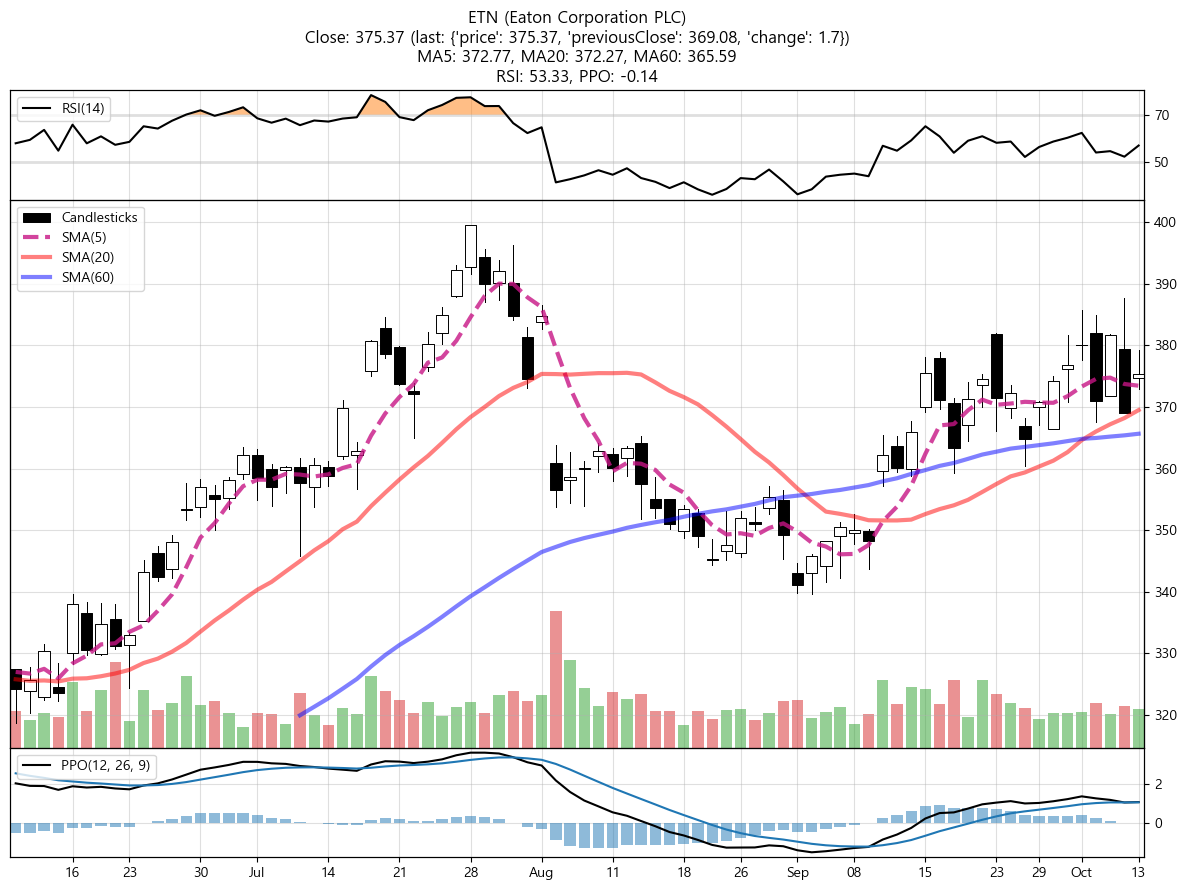 ETN (Eaton Corporation PLC)
Close: 375.37 (last: {'price': 375.37, 'previousClose': 369.08, 'change': 1.7})
MA5: 372.77, MA20: 372.27, MA60: 365.59
RSI: 53.33, PPO: -0.14
RSI(14)
70
50
Candlesticks
SMA(5)
SMA(20)
SMA(60)
400
390
380
370
360
350
340
330
320
PPO(12, 26, 9)
2
0
16 23 30 Jul 14 21 28 Aug 11 18 26 Sep 08 15 23 29 Oct 13